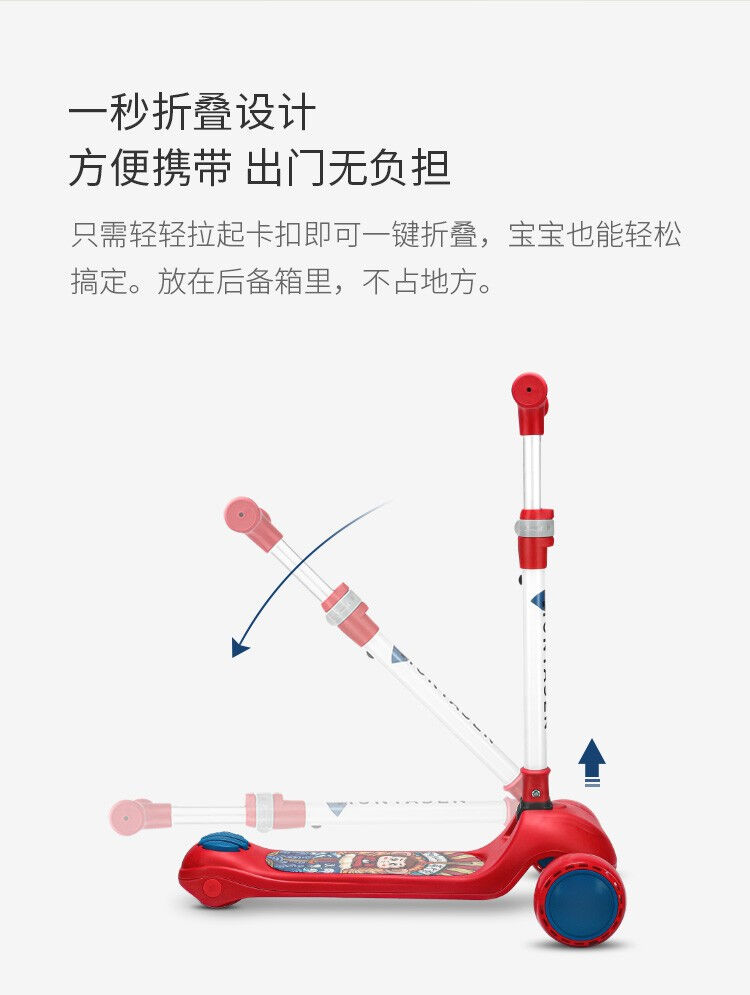 一秒折叠设计
方便携带 出门无负担
只需轻轻拉起卡扣即可一键折叠，宝宝也能轻松
搞定。放在后备箱里，不占地方。